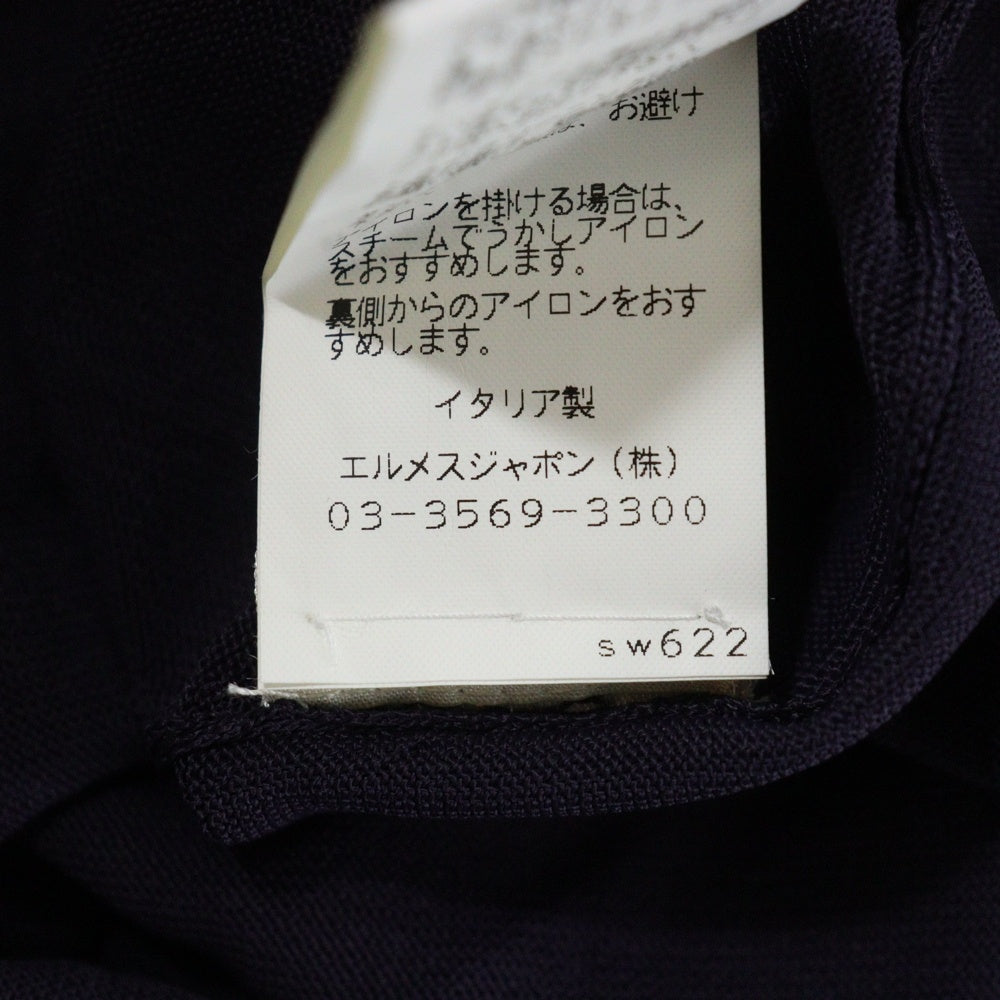 お避け
アイロンを掛ける場合は、
スチームでうかしアイロン
をおすすめします。
裏側からのアイロンをおす
すめします。
イタリア製
エルメスジャポン（株）
03-3569-3300
sw622